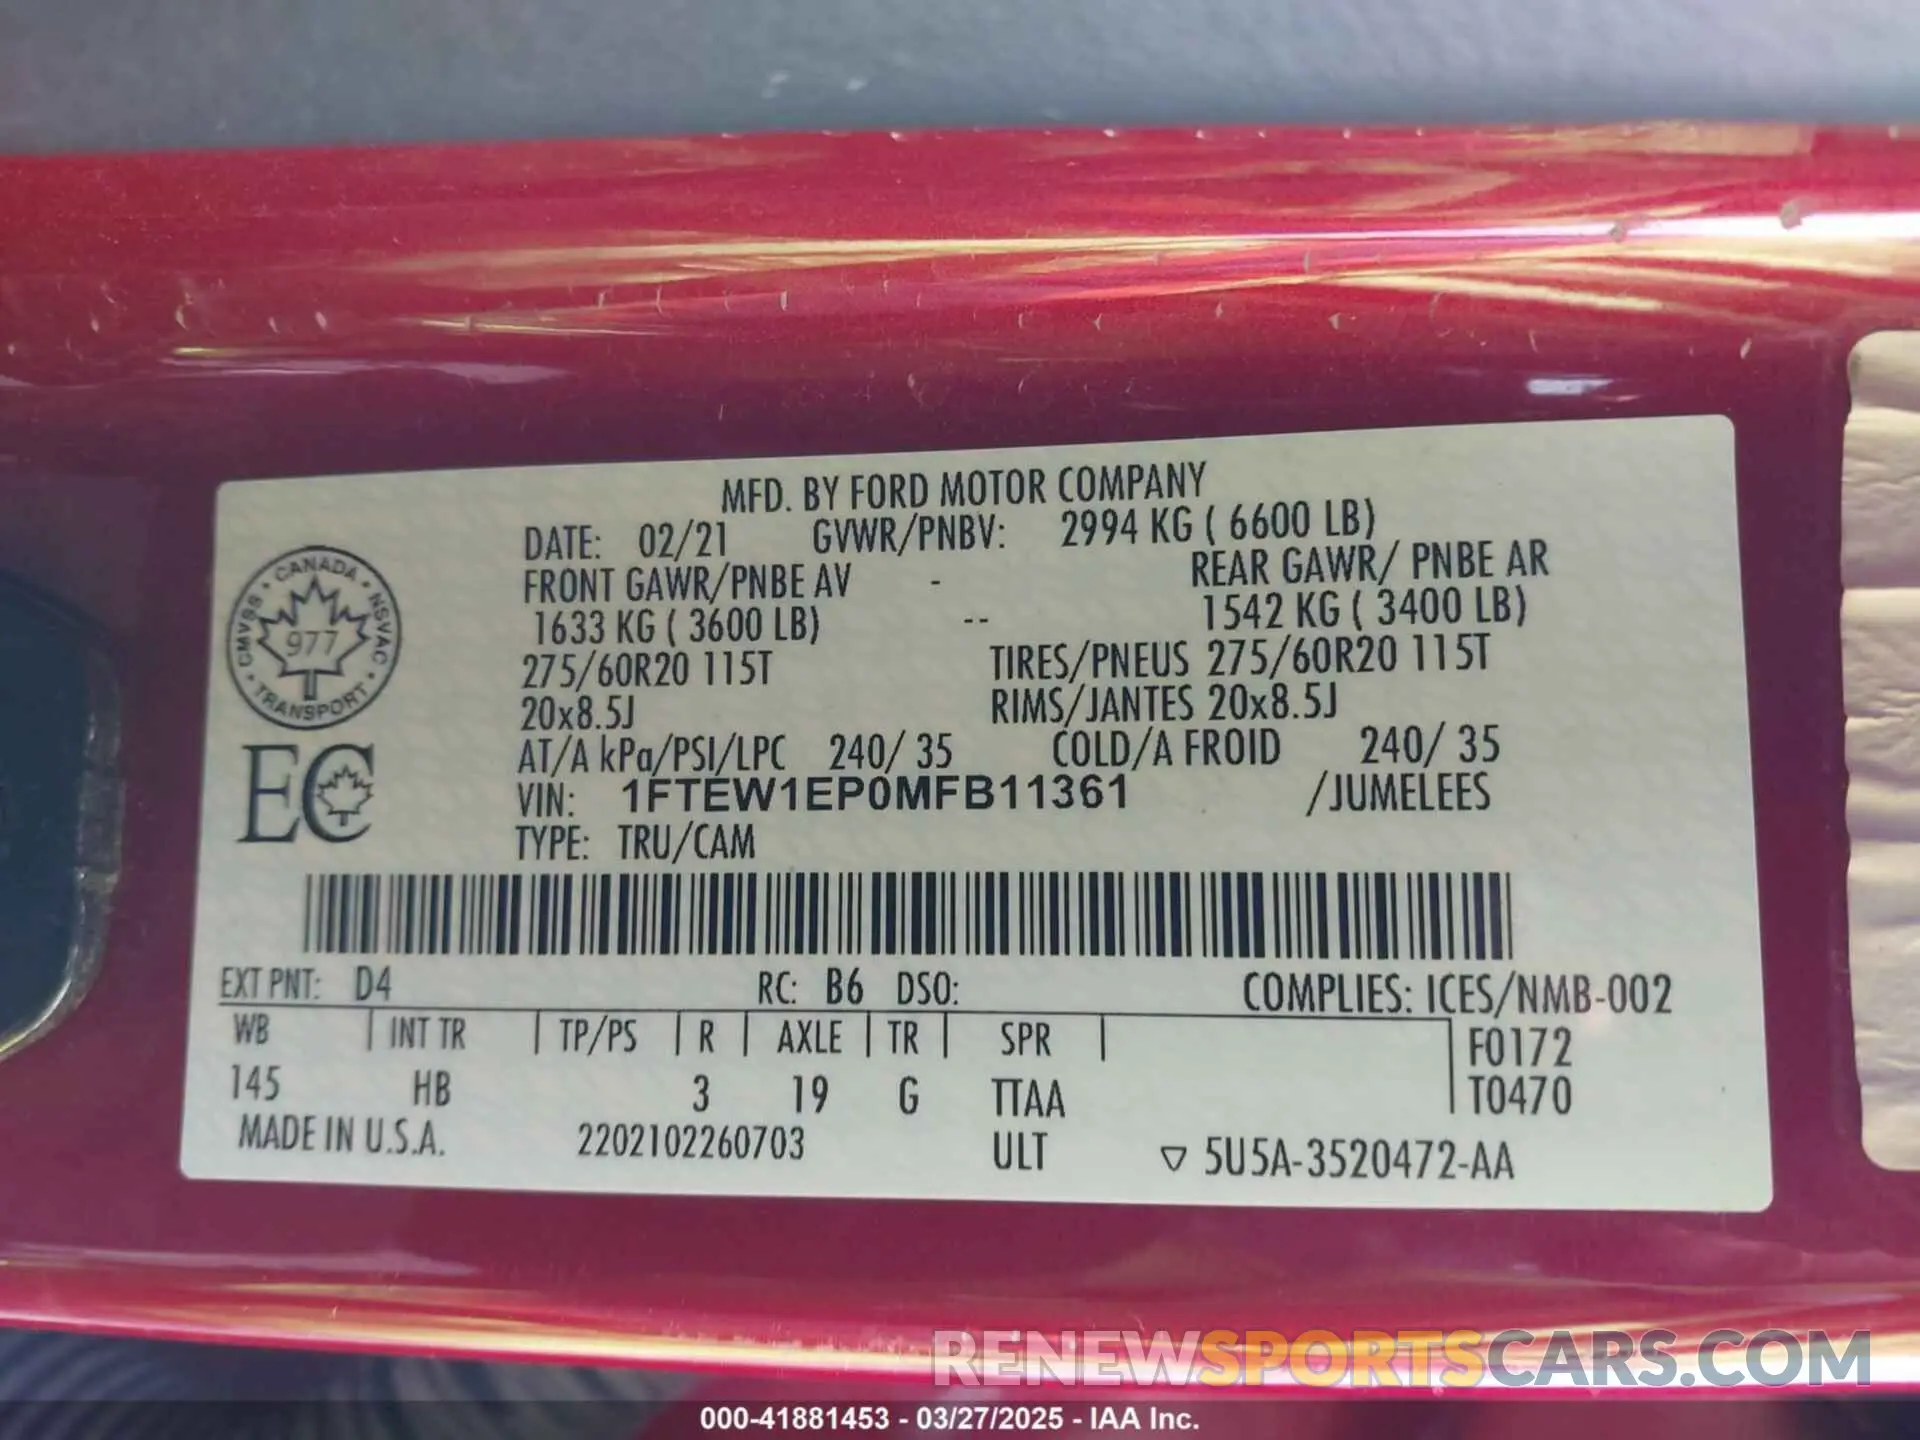 MFD. BY FORD MOTOR COMPANY
DATE: 02/21 GVWR/PNBV: 2994 KG ( 6600 LB)
FRONT GAWR/PNBE AV - REAR GAWR/ PNBE AR
1633 KG ( 3600 LB) -- 1542 KG ( 3400 LB)
275/60R20 115T TIRES/PNEUS 275/60R20 115T
20x8.5J RIMS/JANTES 20x8.5J
AT/A kPa/PSI/LPC 240/ 35 COLD/A FROID 240/ 35
VIN: 1FTEW1EP0MFB11361 /JUMELEES
TYPE: TRU/CAM
CANADA • NSVAC • TRANSPORT • CMVSS •
977
EC
EXT PNT: D4 RC: B6 DSO: COMPLIES: ICES/NMB-002
WB | INT TR | TP/PS | R | AXLE | TR | SPR | F0172
145 HB 3 19 G TTAA T0470
MADE IN U.S.A. 2202102260703 ULT ▽ 5U5A-3520472-AA
RENEWSPORTSCARS.COM
000-41881453 - 03/27/2025 - IAA Inc.